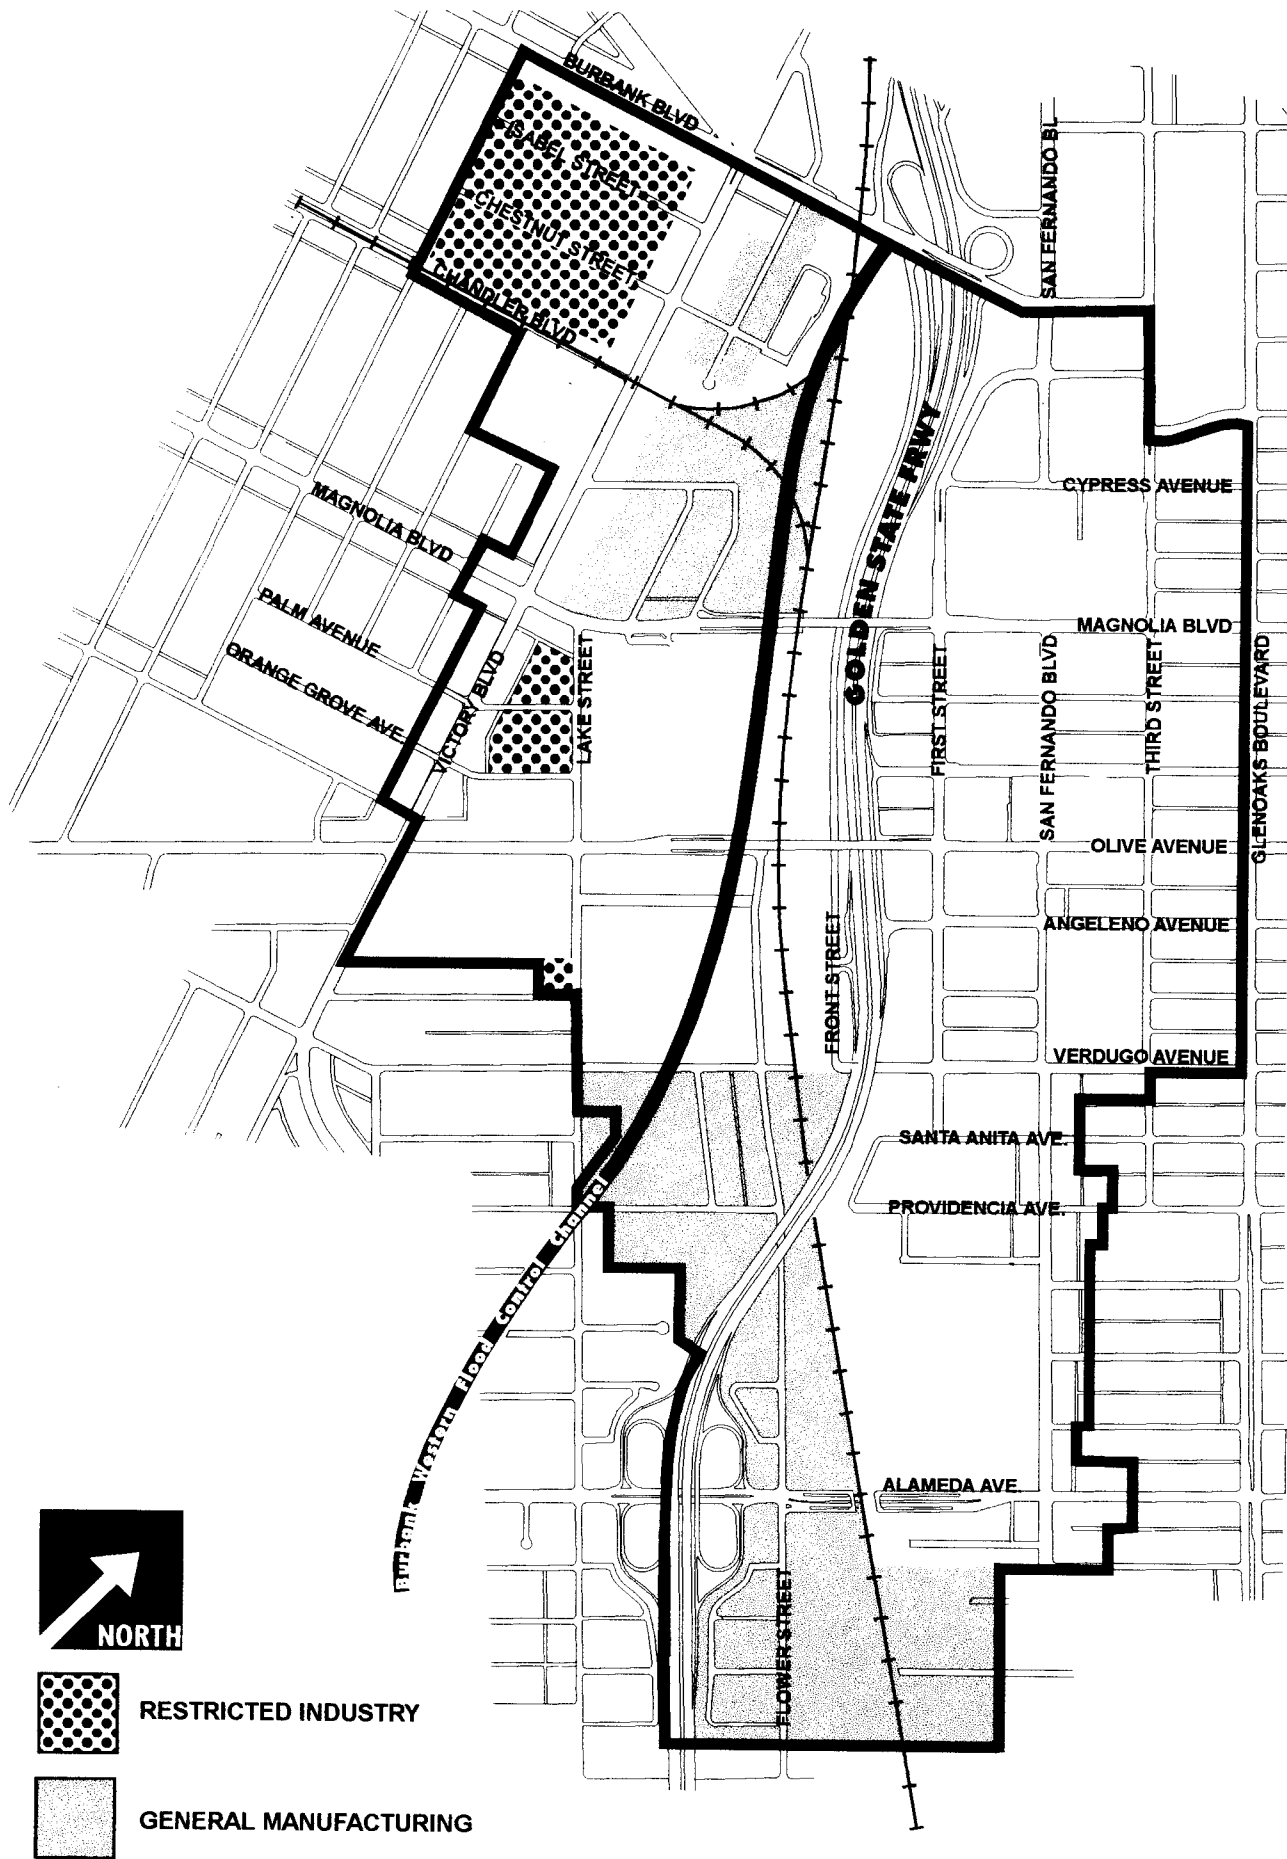 BURBANK BLVD
ISABEL STREET
CHESTNUT STREET
CHANDLER BLVD
SAN FERNANDO BL
GOLDEN STATE FRWY
CYPRESS AVENUE
MAGNOLIA BLVD
PALM AVENUE
ORANGE GROVE AVE.
VICTORY BLVD
LAKE STREET
MAGNOLIA BLVD
FIRST STREET
SAN FERNANDO BLVD
THIRD STREET
GLENOAKS BOULEVARD
OLIVE AVENUE
ANGELENO AVENUE
FRONT STREET
VERDUGO AVENUE
SANTA ANITA AVE.
PROVIDENCIA AVE.
Burbank Western Flood Control Channel
ALAMEDA AVE.
FLOWER STREET
NORTH
RESTRICTED INDUSTRY
GENERAL MANUFACTURING